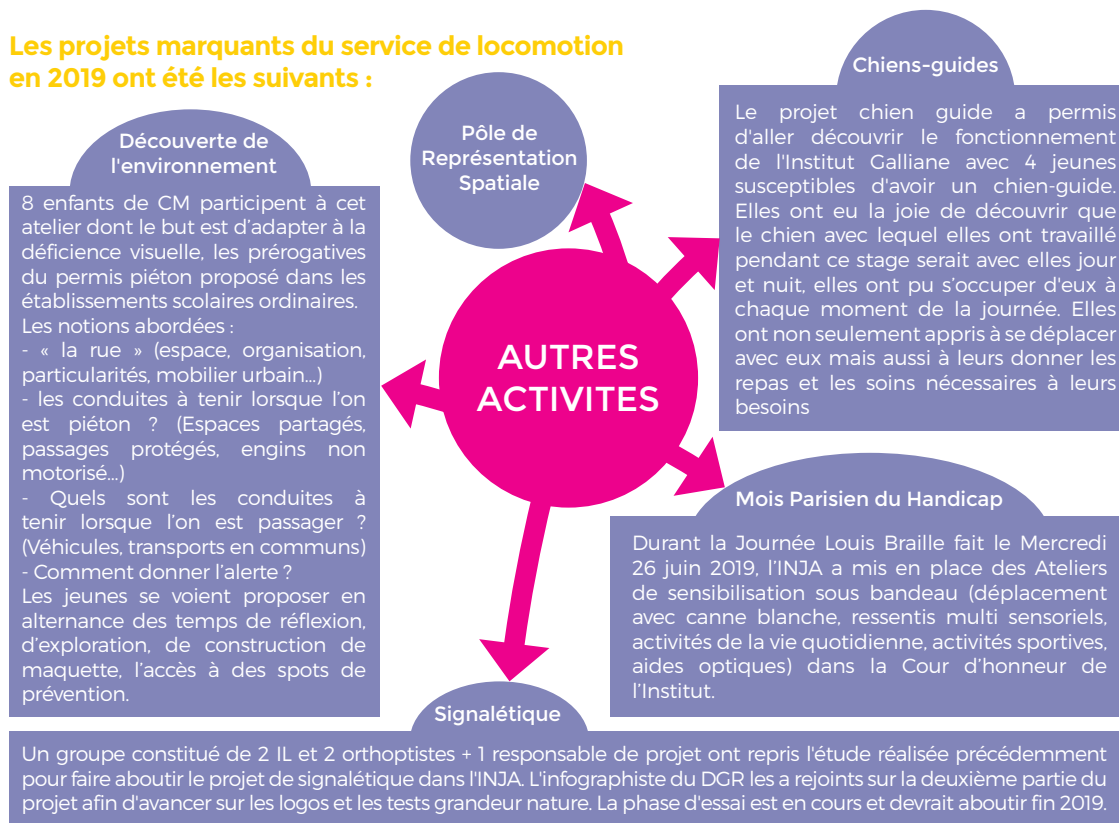 Les projets marquants du service de locomotion
en 2019 ont été les suivants :
Découverte de
l'environnement
8 enfants de CM participent à cet
atelier dont le but est d’adapter à la
déficience visuelle, les prérogatives
du permis piéton proposé dans les
établissements scolaires ordinaires.
Les notions abordées :
- « la rue » (espace, organisation,
particularités, mobilier urbain...)
- les conduites à tenir lorsque l’on
est piéton ? (Espaces partagés,
passages protégés, engins non
motorisé...)
- Quels sont les conduites à
tenir lorsque l’on est passager ?
(Véhicules, transports en communs)
- Comment donner l’alerte ?
Les jeunes se voient proposer en
alternance des temps de réflexion,
d’exploration, de construction de
maquette, l’accès à des spots de
prévention.
Pôle de
Représentation
Spatiale
Chiens-guides
Le projet chien guide a permis
d'aller découvrir le fonctionnement
de l'Institut Galliane avec 4 jeunes
susceptibles d'avoir un chien-guide.
Elles ont eu la joie de découvrir que
le chien avec lequel elles ont travaillé
pendant ce stage serait avec elles jour
et nuit, elles ont pu s’occuper d'eux à
chaque moment de la journée. Elles
ont non seulement appris à se déplacer
avec eux mais aussi à leurs donner les
repas et les soins nécessaires à leurs
besoins
AUTRES
ACTIVITES
Mois Parisien du Handicap
Durant la Journée Louis Braille fait le Mercredi
26 juin 2019, l’INJA a mis en place des Ateliers
de sensibilisation sous bandeau (déplacement
avec canne blanche, ressentis multi sensoriels,
activités de la vie quotidienne, activités sportives,
aides optiques) dans la Cour d’honneur de
l’Institut.
Signalétique
Un groupe constitué de 2 IL et 2 orthoptistes + 1 responsable de projet ont repris l'étude réalisée précédemment
pour faire aboutir le projet de signalétique dans l'INJA. L'infographiste du DGR les a rejoints sur la deuxième partie du
projet afin d'avancer sur les logos et les tests grandeur nature. La phase d'essai est en cours et devrait aboutir fin 2019.